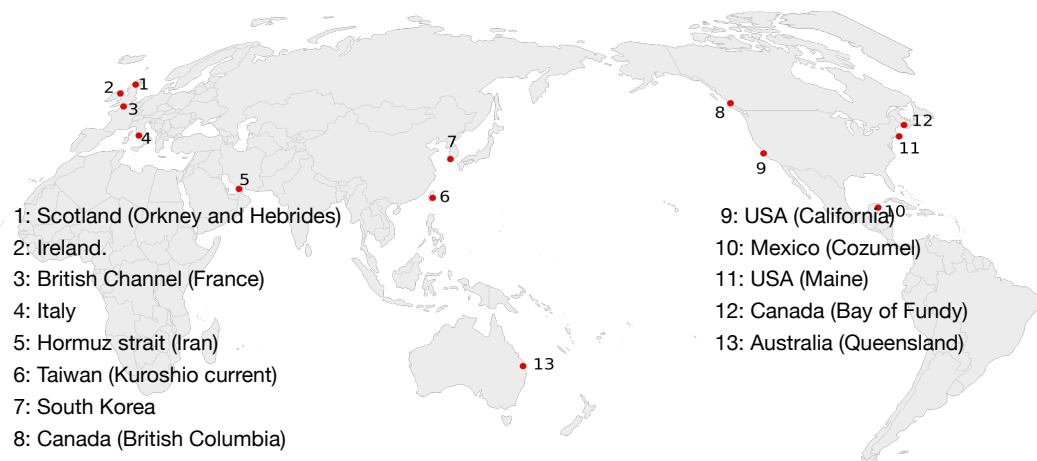 1
2
3
4
5
6
7
8
9
10
11
12
13
1: Scotland (Orkney and Hebrides)
2: Ireland.
3: British Channel (France)
4: Italy
5: Hormuz strait (Iran)
6: Taiwan (Kuroshio current)
7: South Korea
8: Canada (British Columbia)
9: USA (California)
10: Mexico (Cozumel)
11: USA (Maine)
12: Canada (Bay of Fundy)
13: Australia (Queensland)